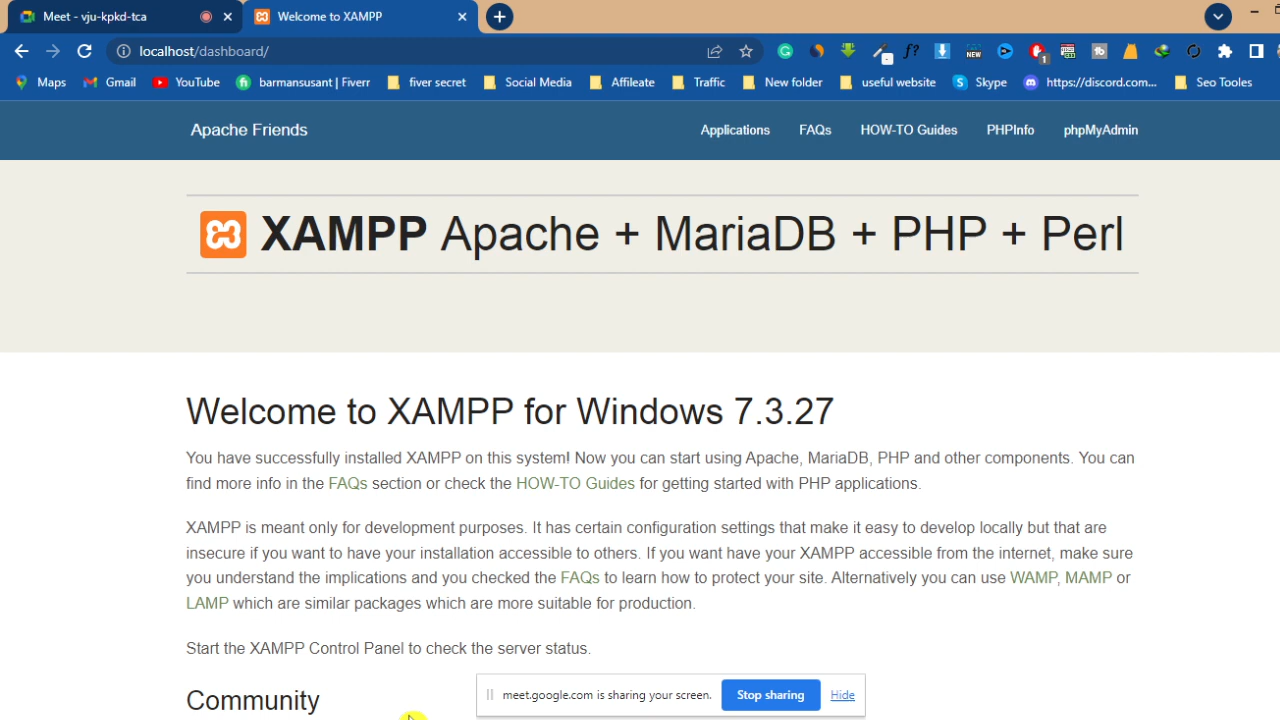 Meet - vju-kpkd-tca
Welcome to XAMPP
localhost/dashboard/
f?
NEW
1
Maps
Gmail
YouTube
barmansusant | Fiverr
fiver secret
Social Media
Affileate
Traffic
New folder
useful website
Skype
https://discord.com...
Seo Tooles
Apache Friends
Applications
FAQs
HOW-TO Guides
PHPInfo
phpMyAdmin
XAMPP Apache + MariaDB + PHP + Perl
Welcome to XAMPP for Windows 7.3.27
You have successfully installed XAMPP on this system! Now you can start using Apache, MariaDB, PHP and other components. You can
find more info in the FAQs section or check the HOW-TO Guides for getting started with PHP applications.
XAMPP is meant only for development purposes. It has certain configuration settings that make it easy to develop locally but that are
insecure if you want to have your installation accessible to others. If you want have your XAMPP accessible from the internet, make sure
you understand the implications and you checked the FAQs to learn how to protect your site. Alternatively you can use WAMP, MAMP or
LAMP which are similar packages which are more suitable for production.
Start the XAMPP Control Panel to check the server status.
Community
meet.google.com is sharing your screen.
Stop sharing
Hide